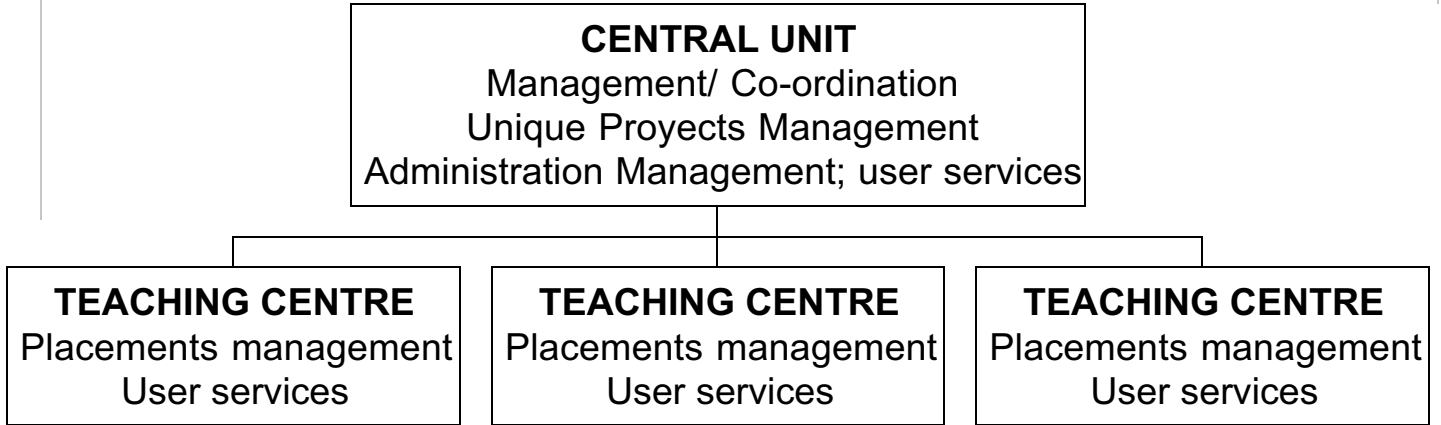 CENTRAL UNIT
Management/ Co-ordination
Unique Proyects Management
Administration Management; user services
TEACHING CENTRE
Placements management
User services
TEACHING CENTRE
Placements management
User services
TEACHING CENTRE
Placements management
User services